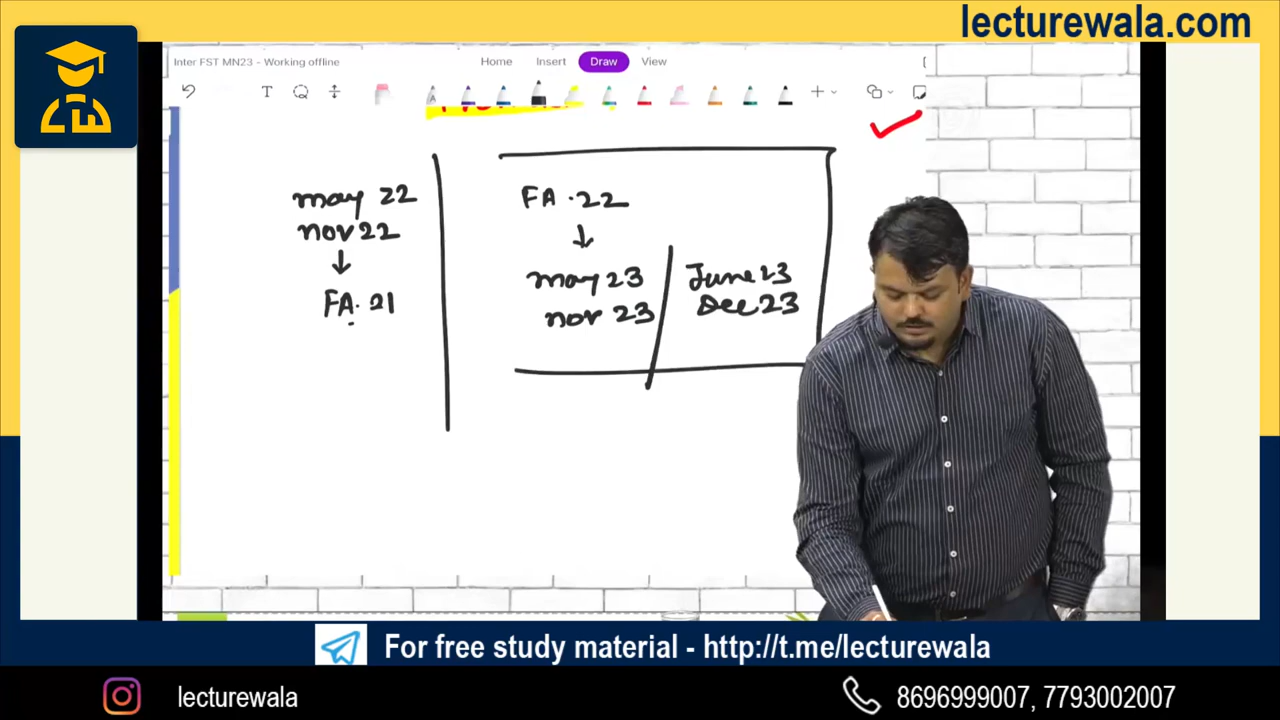 lecturewala.com
Inter FST MN23 - Working offline
Home Insert Draw View
may 22
nov 22
↓
FA. 21
FA .22
↓
may 23
nov 23
June 23
Dec 23
For free study material - http://t.me/lecturewala
lecturewala
8696999007, 7793002007